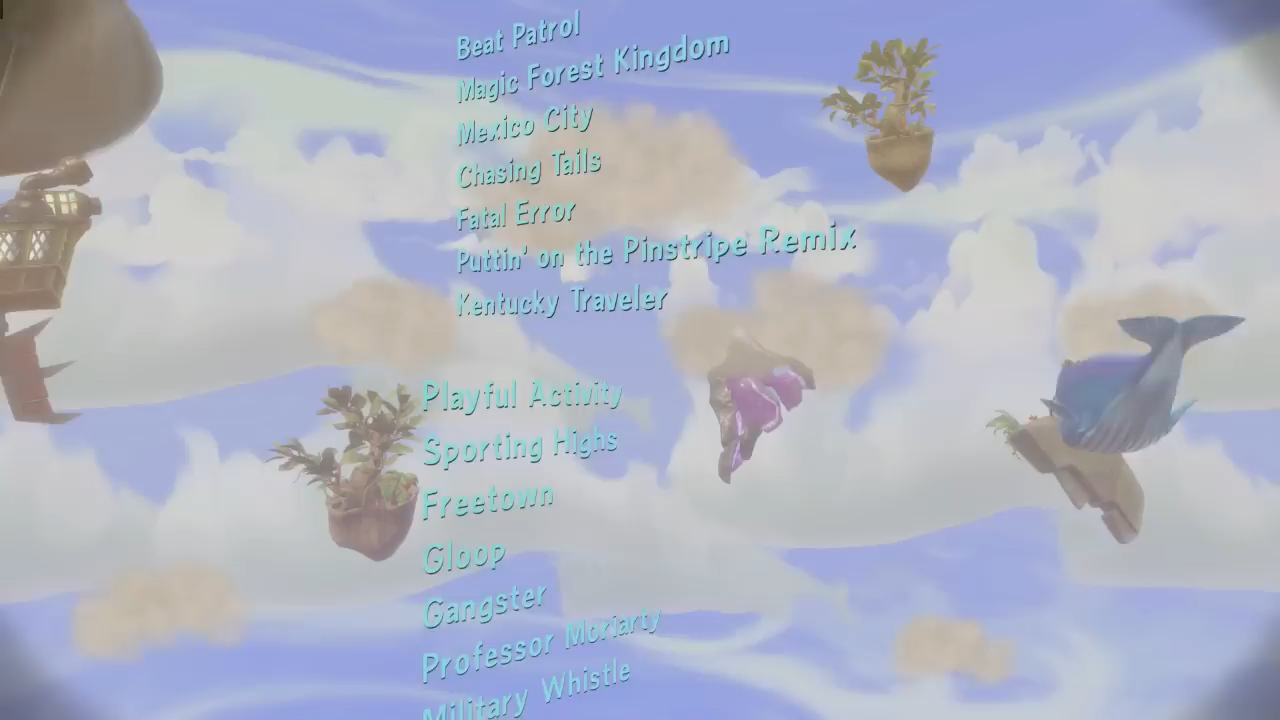 Beat Patrol
Magic Forest Kingdom
Mexico City
Chasing Tails
Fatal Error
Puttin' on the Pinstripe Remix
Kentucky Traveler
Playful Activity
Sporting Highs
Freetown
Gloop
Gangster
Professor Moriarty
Military Whistle